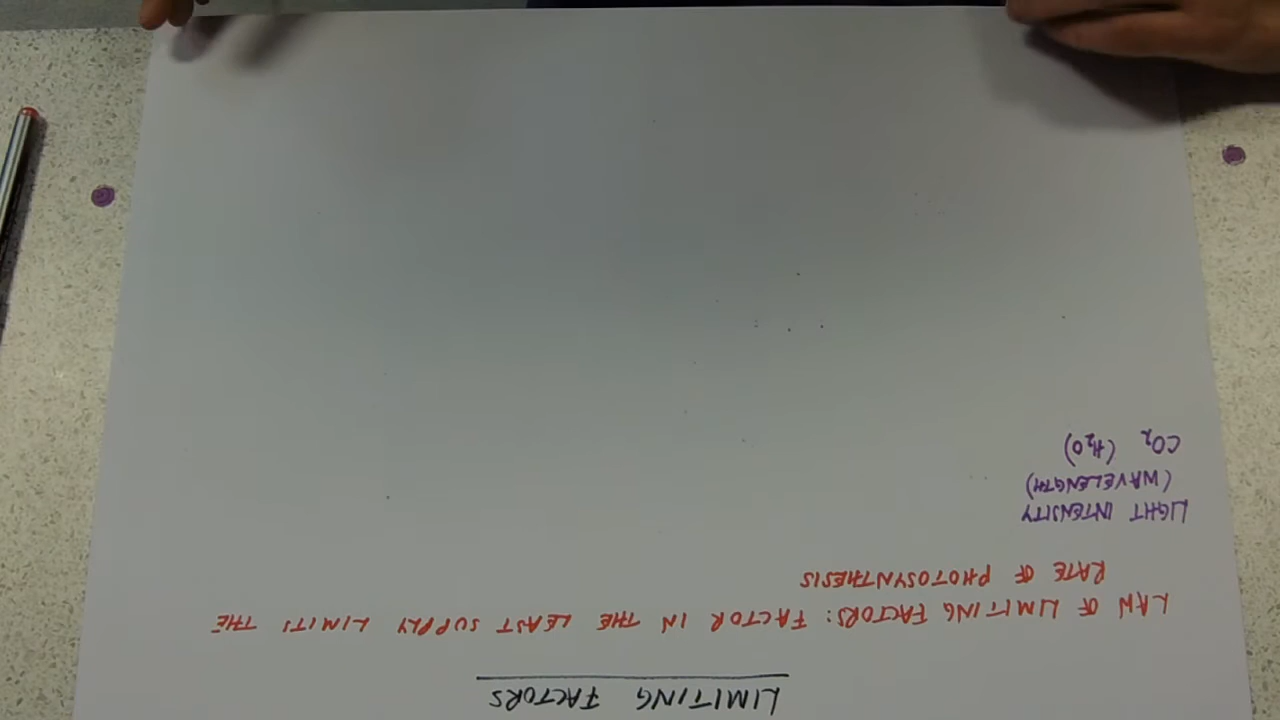 LIMITING FACTORS
LAW OF LIMITING FACTORS: FACTOR IN THE LEAST SUPPLY LIMITS THE
RATE OF PHOTOSYNTHESIS
LIGHT INTENSITY
(WAVELENGTH)
CO₂ (H₂O)